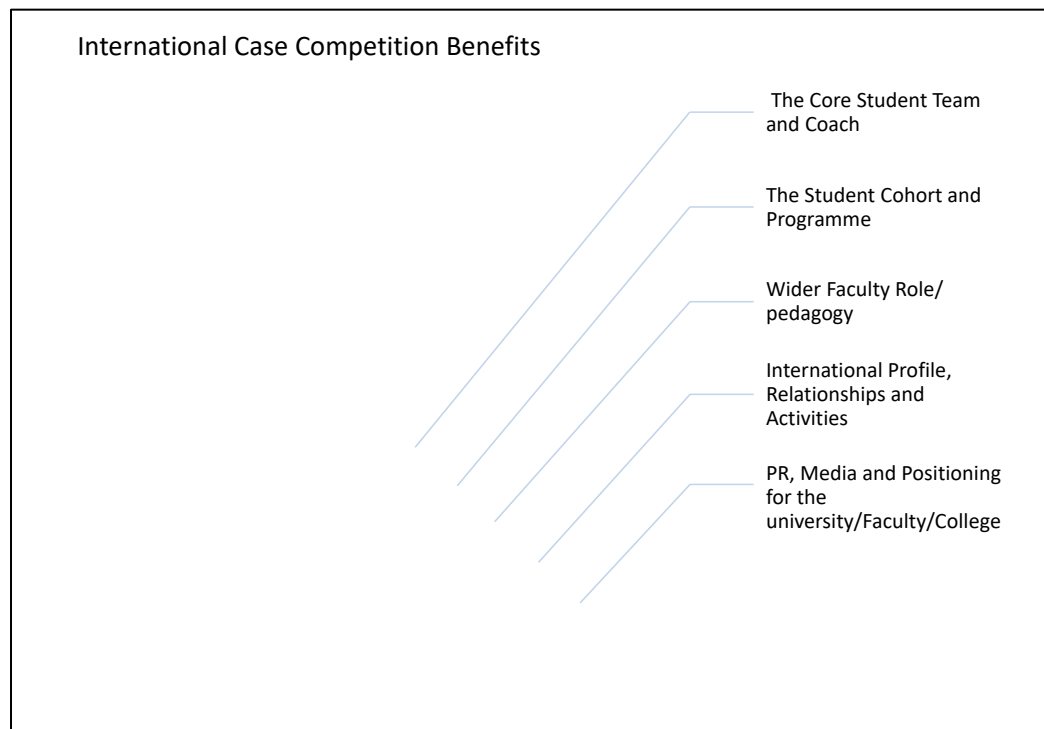 International Case Competition Benefits
The Core Student Team
and Coach
The Student Cohort and
Programme
Wider Faculty Role/
pedagogy
International Profile,
Relationships and
Activities
PR, Media and Positioning
for the
university/Faculty/College